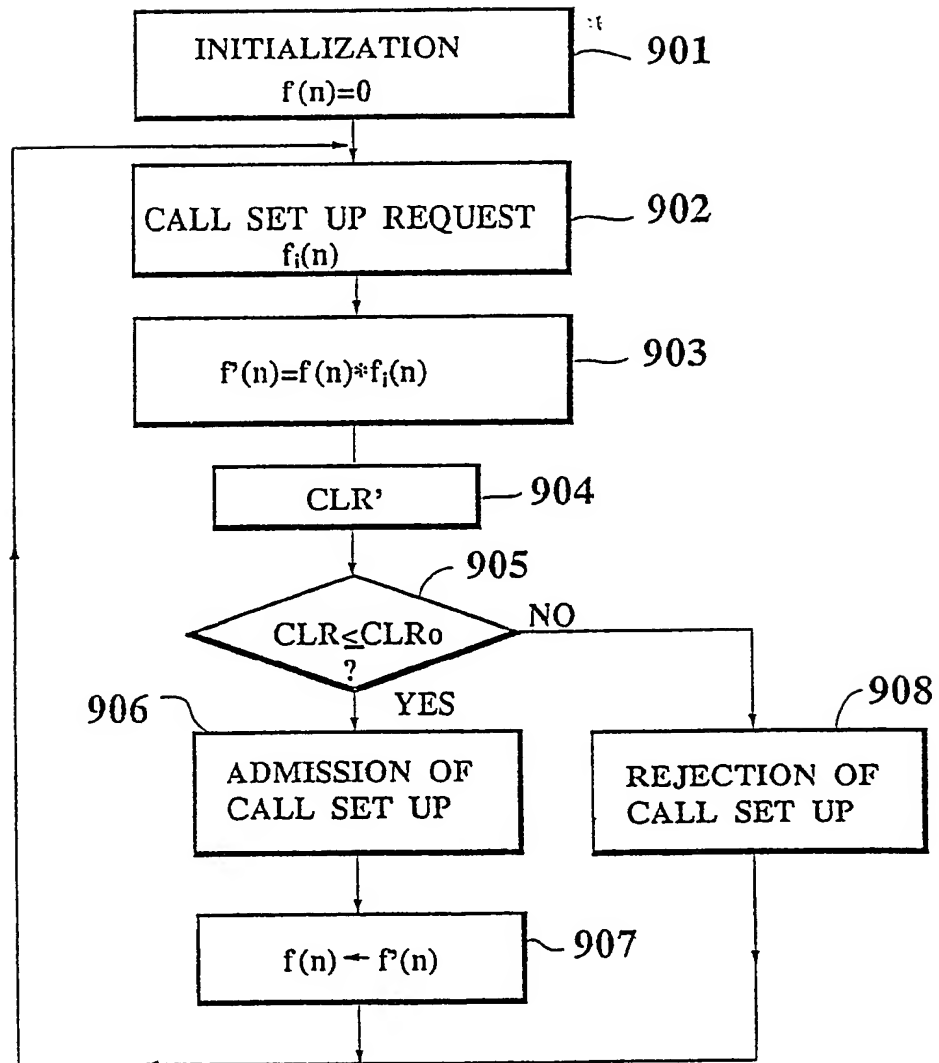 INITIALIZATION
f(n)=0
901
CALL SET UP REQUEST
fᵢ(n)
902
f'(n)=f(n)*fᵢ(n)
903
CLR'
904
905
CLR≤CLRo
?
NO
YES
906
ADMISSION OF
CALL SET UP
908
REJECTION OF
CALL SET UP
f(n) ← f'(n)
907